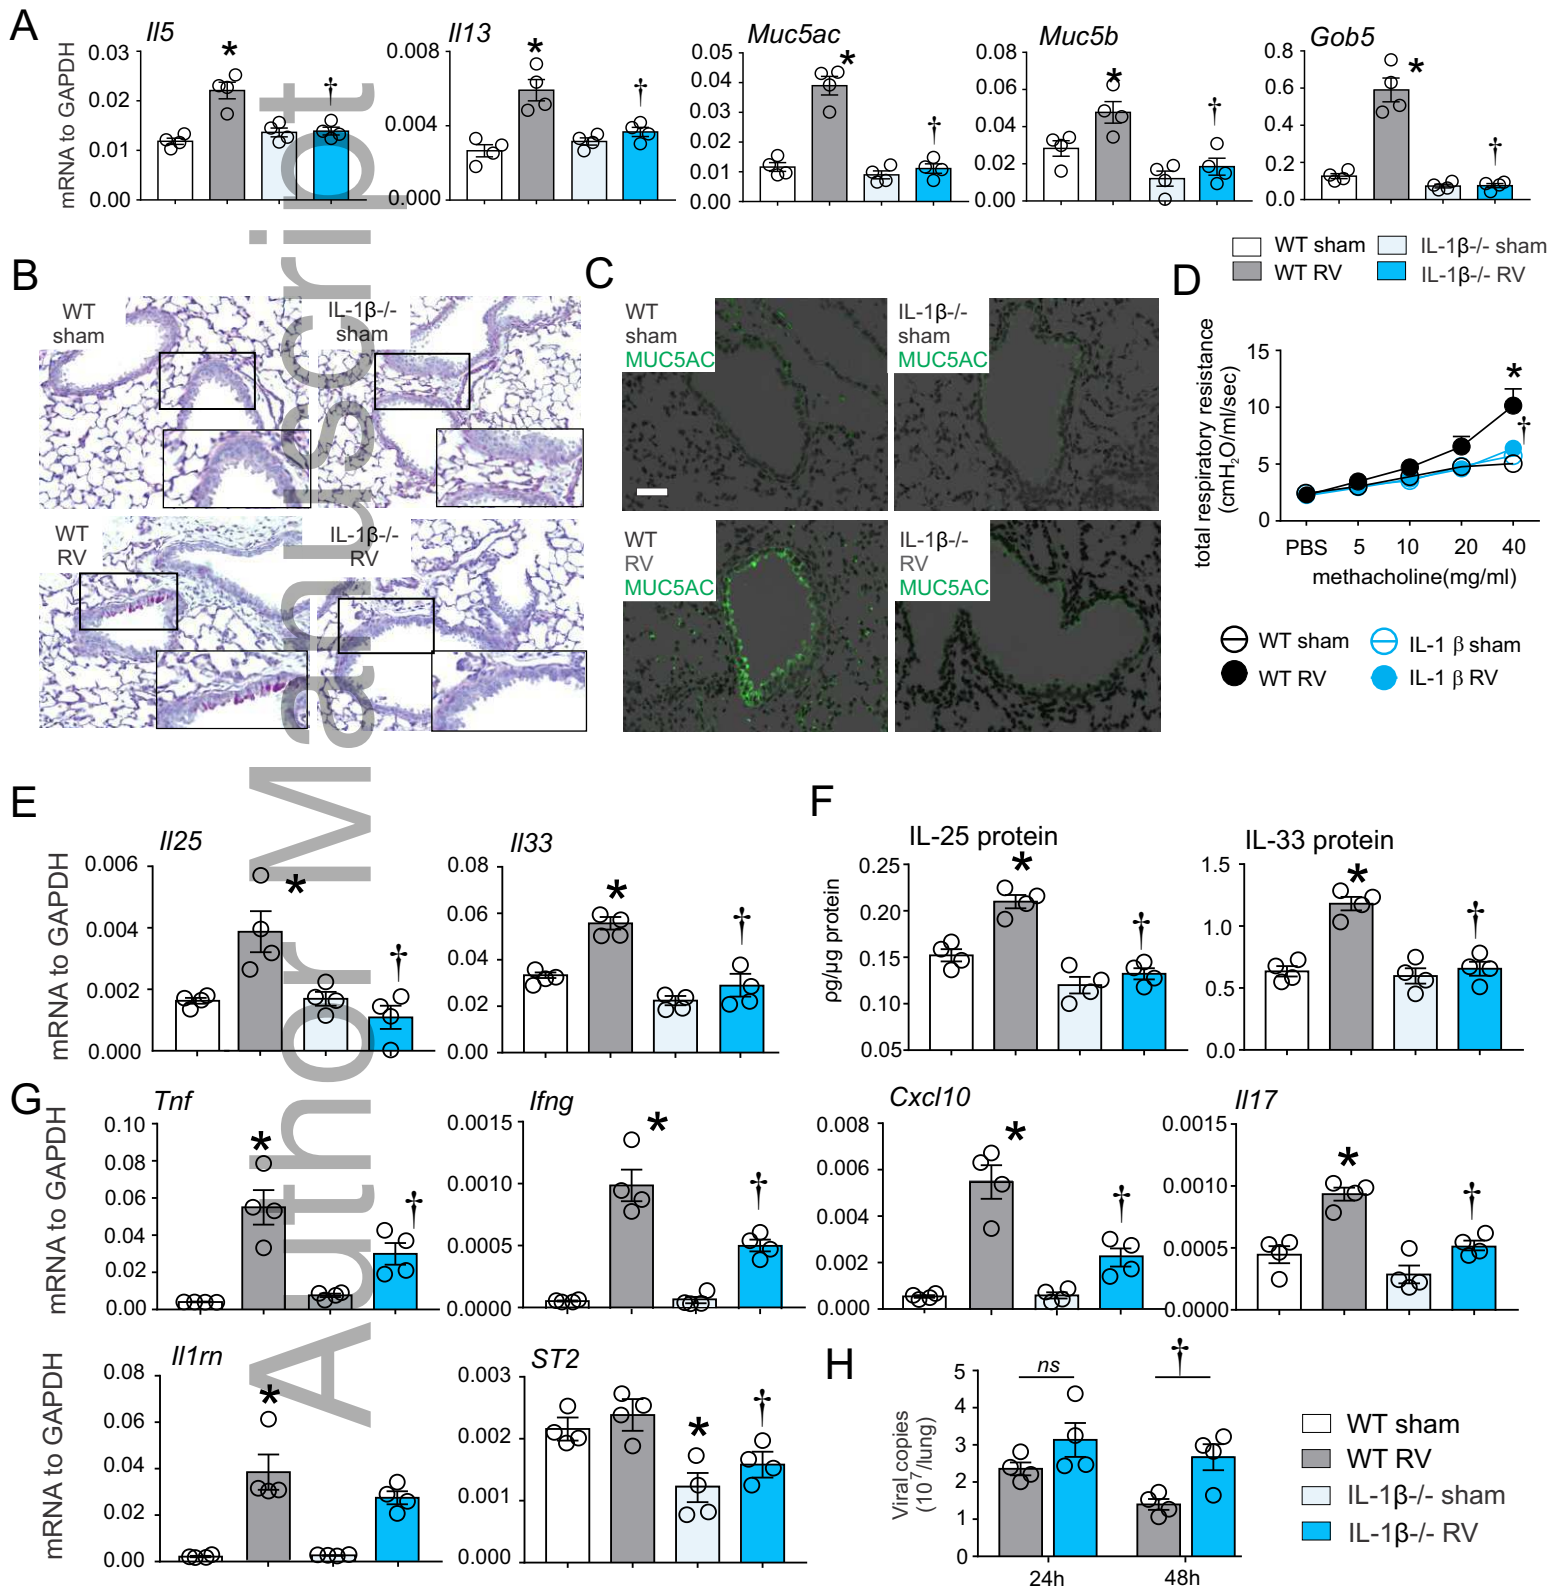 A
Il5
Il13
Muc5ac
Muc5b
Gob5
mRNA to GAPDH
0.03
0.02
0.01
0.00
*
†
0.008
0.004
0.000
*
†
0.05
0.04
0.03
0.02
0.01
0.00
*
†
0.08
0.06
0.04
0.02
0.00
*
†
0.8
0.6
0.4
0.2
0.0
*
†
WT sham
IL-1β-/- sham
WT RV
IL-1β-/- RV
B
WT
sham
IL-1β-/-
sham
WT
RV
IL-1β-/-
RV
C
WT
sham
MUC5AC
IL-1β-/-
sham
MUC5AC
WT
RV
MUC5AC
IL-1β-/-
RV
MUC5AC
D
total respiratory resistance
(cmH2O/ml/sec)
15
10
5
0
*
†
PBS 5 10 20 40
methacholine(mg/ml)
WT sham
IL-1 β sham
WT RV
IL-1 β RV
E
Il25
Il33
mRNA to GAPDH
0.006
0.004
0.002
0.000
*
†
0.08
0.06
0.04
0.02
0.00
*
†
F
IL-25 protein
IL-33 protein
ρg/µg protein
0.25
0.20
0.15
0.10
0.05
*
†
1.5
1.0
0.5
0.0
*
†
G
Tnf
Ifng
Cxcl10
Il17
mRNA to GAPDH
0.10
0.08
0.06
0.04
0.02
0.00
*
†
0.0015
0.0010
0.0005
0.0000
*
†
0.008
0.006
0.004
0.002
0.000
*
†
0.0015
0.0010
0.0005
0.0000
*
†
Il1rn
ST2
mRNA to GAPDH
0.08
0.06
0.04
0.02
0.00
*
0.003
0.002
0.001
0.000
*
†
H
Viral copies
(10^7/lung)
5
4
3
2
1
0
ns
†
24h
48h
WT sham
WT RV
IL-1β-/- sham
IL-1β-/- RV
Author Manuscript